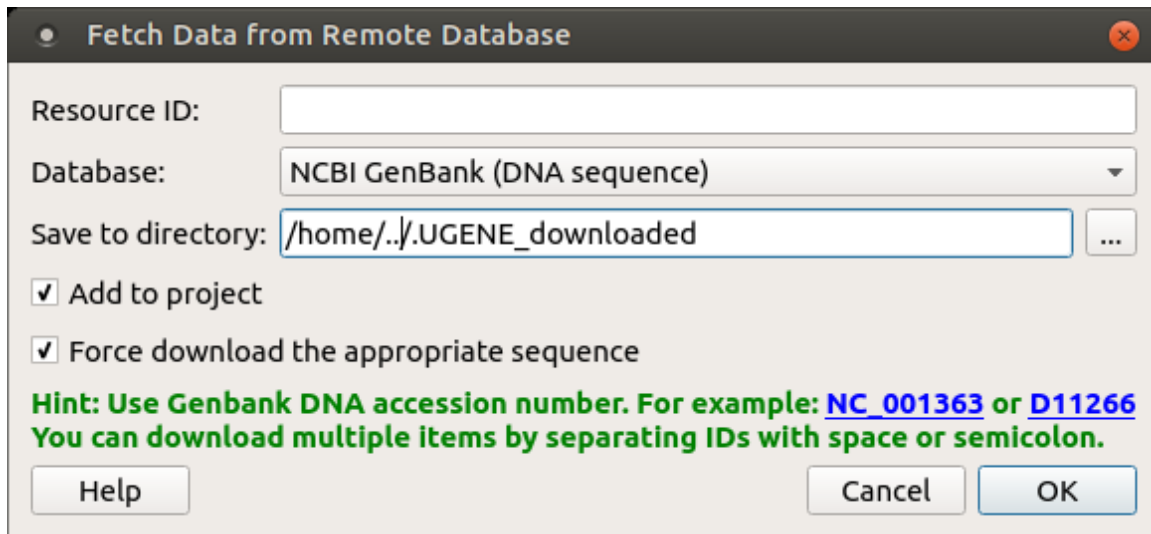 Fetch Data from Remote Database
Resource ID:
Database: NCBI GenBank (DNA sequence)
Save to directory: /home/../.UGENE_downloaded ...
Add to project
Force download the appropriate sequence
Hint: Use Genbank DNA accession number. For example: NC_001363 or D11266
You can download multiple items by separating IDs with space or semicolon.
Help Cancel OK